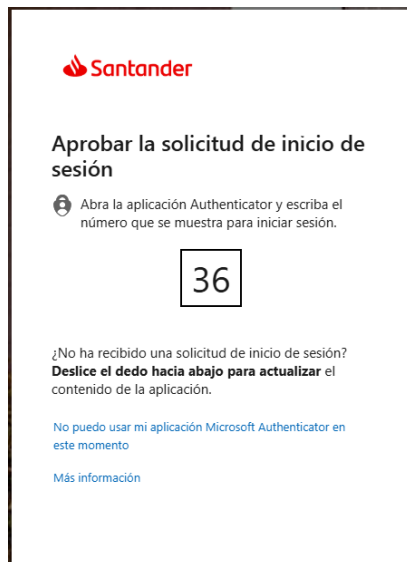 Santander
Aprobar la solicitud de inicio de
sesión
Abra la aplicación Authenticator y escriba el
número que se muestra para iniciar sesión.
36
¿No ha recibido una solicitud de inicio de sesión?
Deslice el dedo hacia abajo para actualizar el
contenido de la aplicación.
No puedo usar mi aplicación Microsoft Authenticator en
este momento
Más información